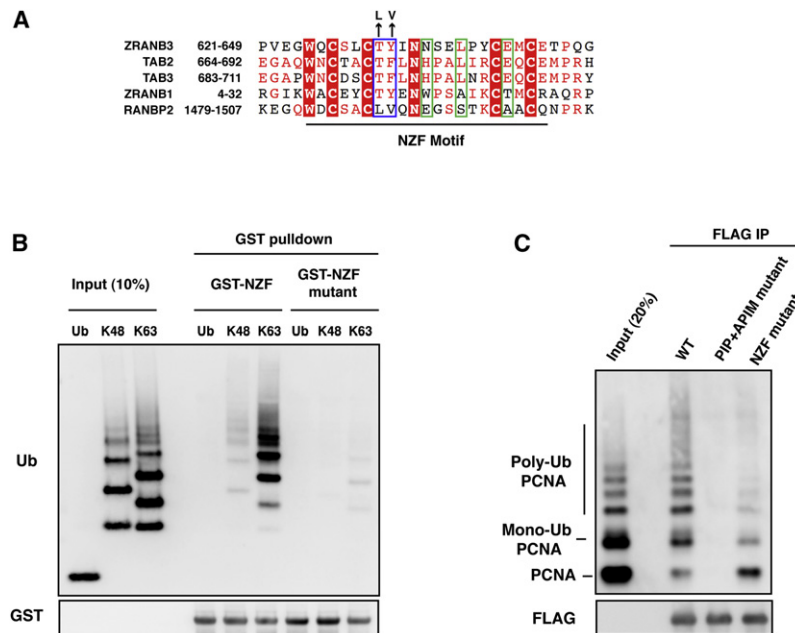 A
L V
ZRANB3 621-649 PVEGWQCSLCTYINNSELPYCEMCETPQG
TAB2 664-692 EGAQWNCTACTFLNHPALIRCEQCEMPRH
TAB3 683-711 EGAPWNCDSCTFLNHPALIRCEQCEMPRY
ZRANB1 4-32 RGIKWACEYCTYENWPSAIKCTMCRAQRP
RANBP2 1479-1507 KEGQWDCSACLVQNEGSSTKCAACQNPRK
NZF Motif
B
GST pulldown
Input (10%) GST-NZF GST-NZF mutant
Ub K48 K63 Ub K48 K63 Ub K48 K63
Ub
GST
C
FLAG IP
Input (20%) WT PIP+APIM mutant NZF mutant
Poly-Ub
PCNA
Mono-Ub
PCNA
PCNA
FLAG